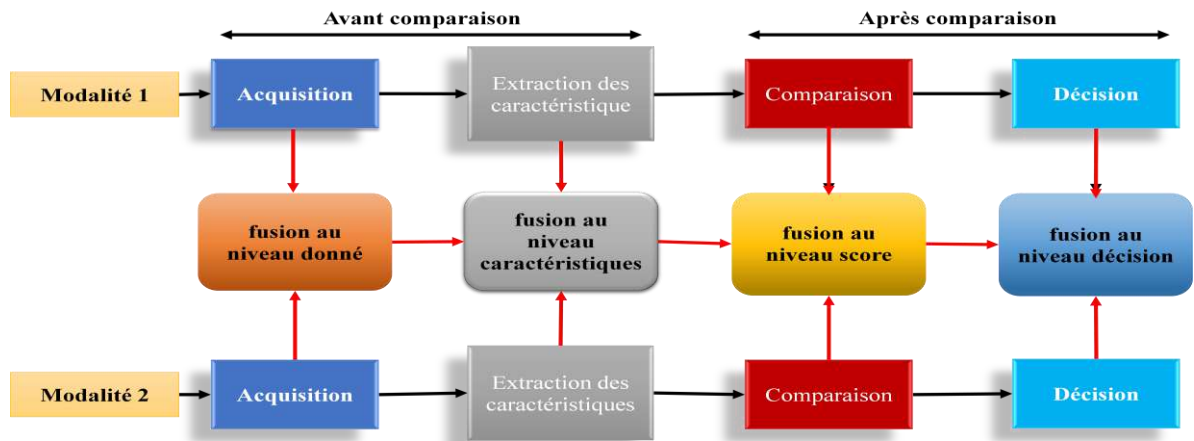 Avant comparaison
Après comparaison
Modalité 1
Acquisition
Extraction des
caractéristique
Comparaison
Décision
fusion au
niveau donné
fusion au
niveau
caractéristiques
fusion au
niveau score
fusion au
niveau décision
Modalité 2
Acquisition
Extraction des
caractéristiques
Comparaison
Décision